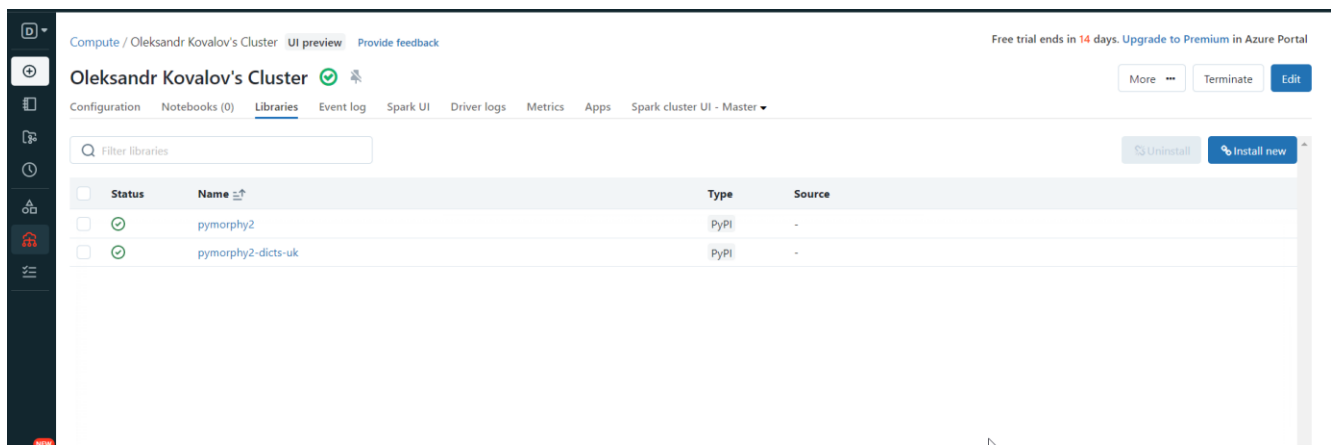 D
Compute / Oleksandr Kovalov's Cluster UI preview Provide feedback
Free trial ends in 14 days. Upgrade to Premium in Azure Portal
Oleksandr Kovalov's Cluster
More ··· Terminate Edit
Configuration Notebooks (0) Libraries Event log Spark UI Driver logs Metrics Apps Spark cluster UI - Master
Filter libraries
Uninstall Install new
Status Name Type Source
pymorphy2 PyPI -
pymorphy2-dicts-uk PyPI -
NEW